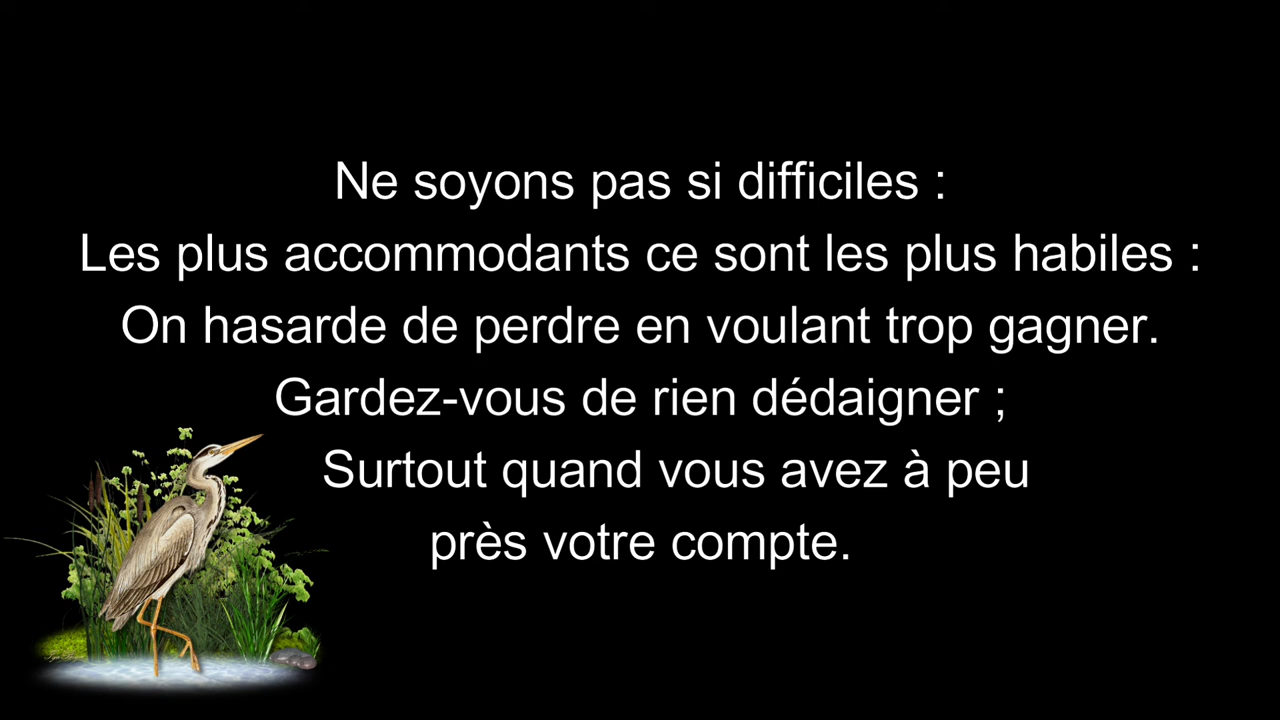 Ne soyons pas si difficiles :
Les plus accommodants ce sont les plus habiles :
On hasarde de perdre en voulant trop gagner.
Gardez-vous de rien dédaigner ;
Surtout quand vous avez à peu
près votre compte.